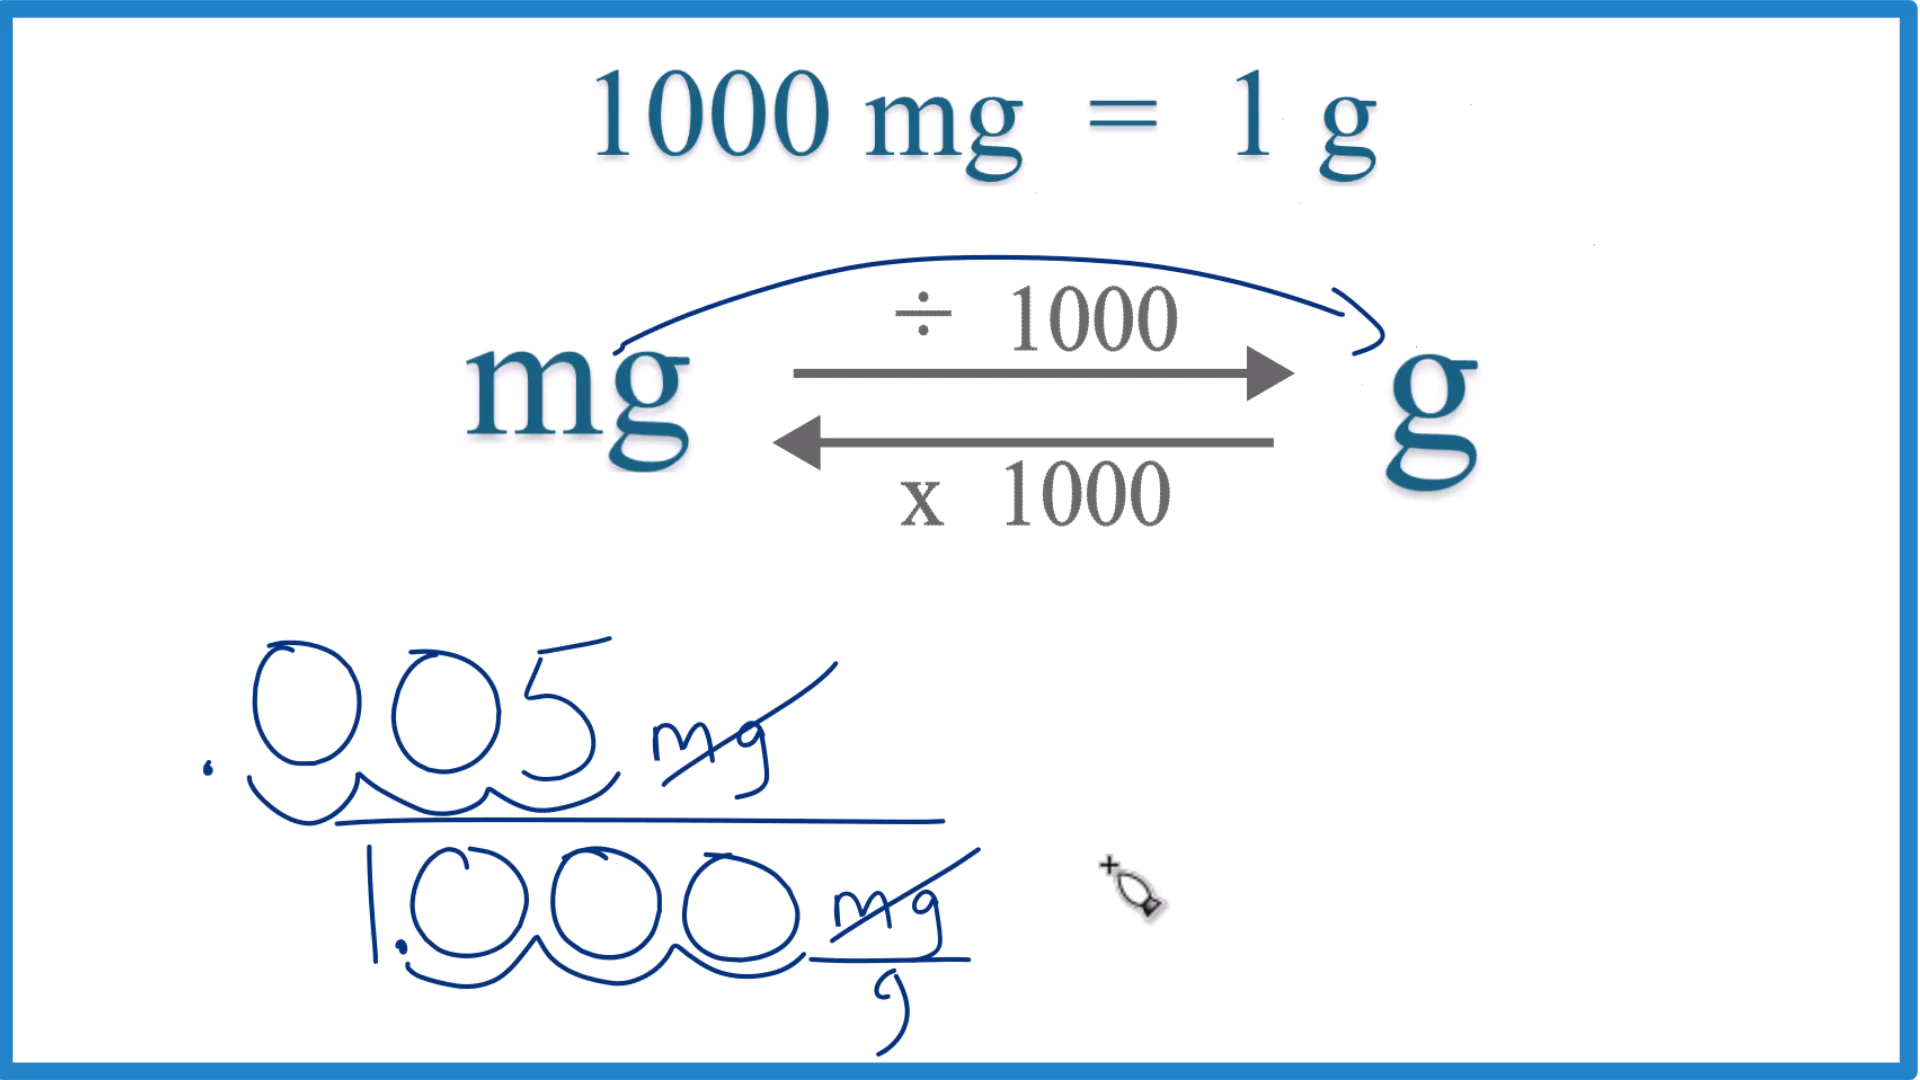 1000 mg = 1 g
÷ 1000
mg g
x 1000
.005 mg
1.000 mg
g